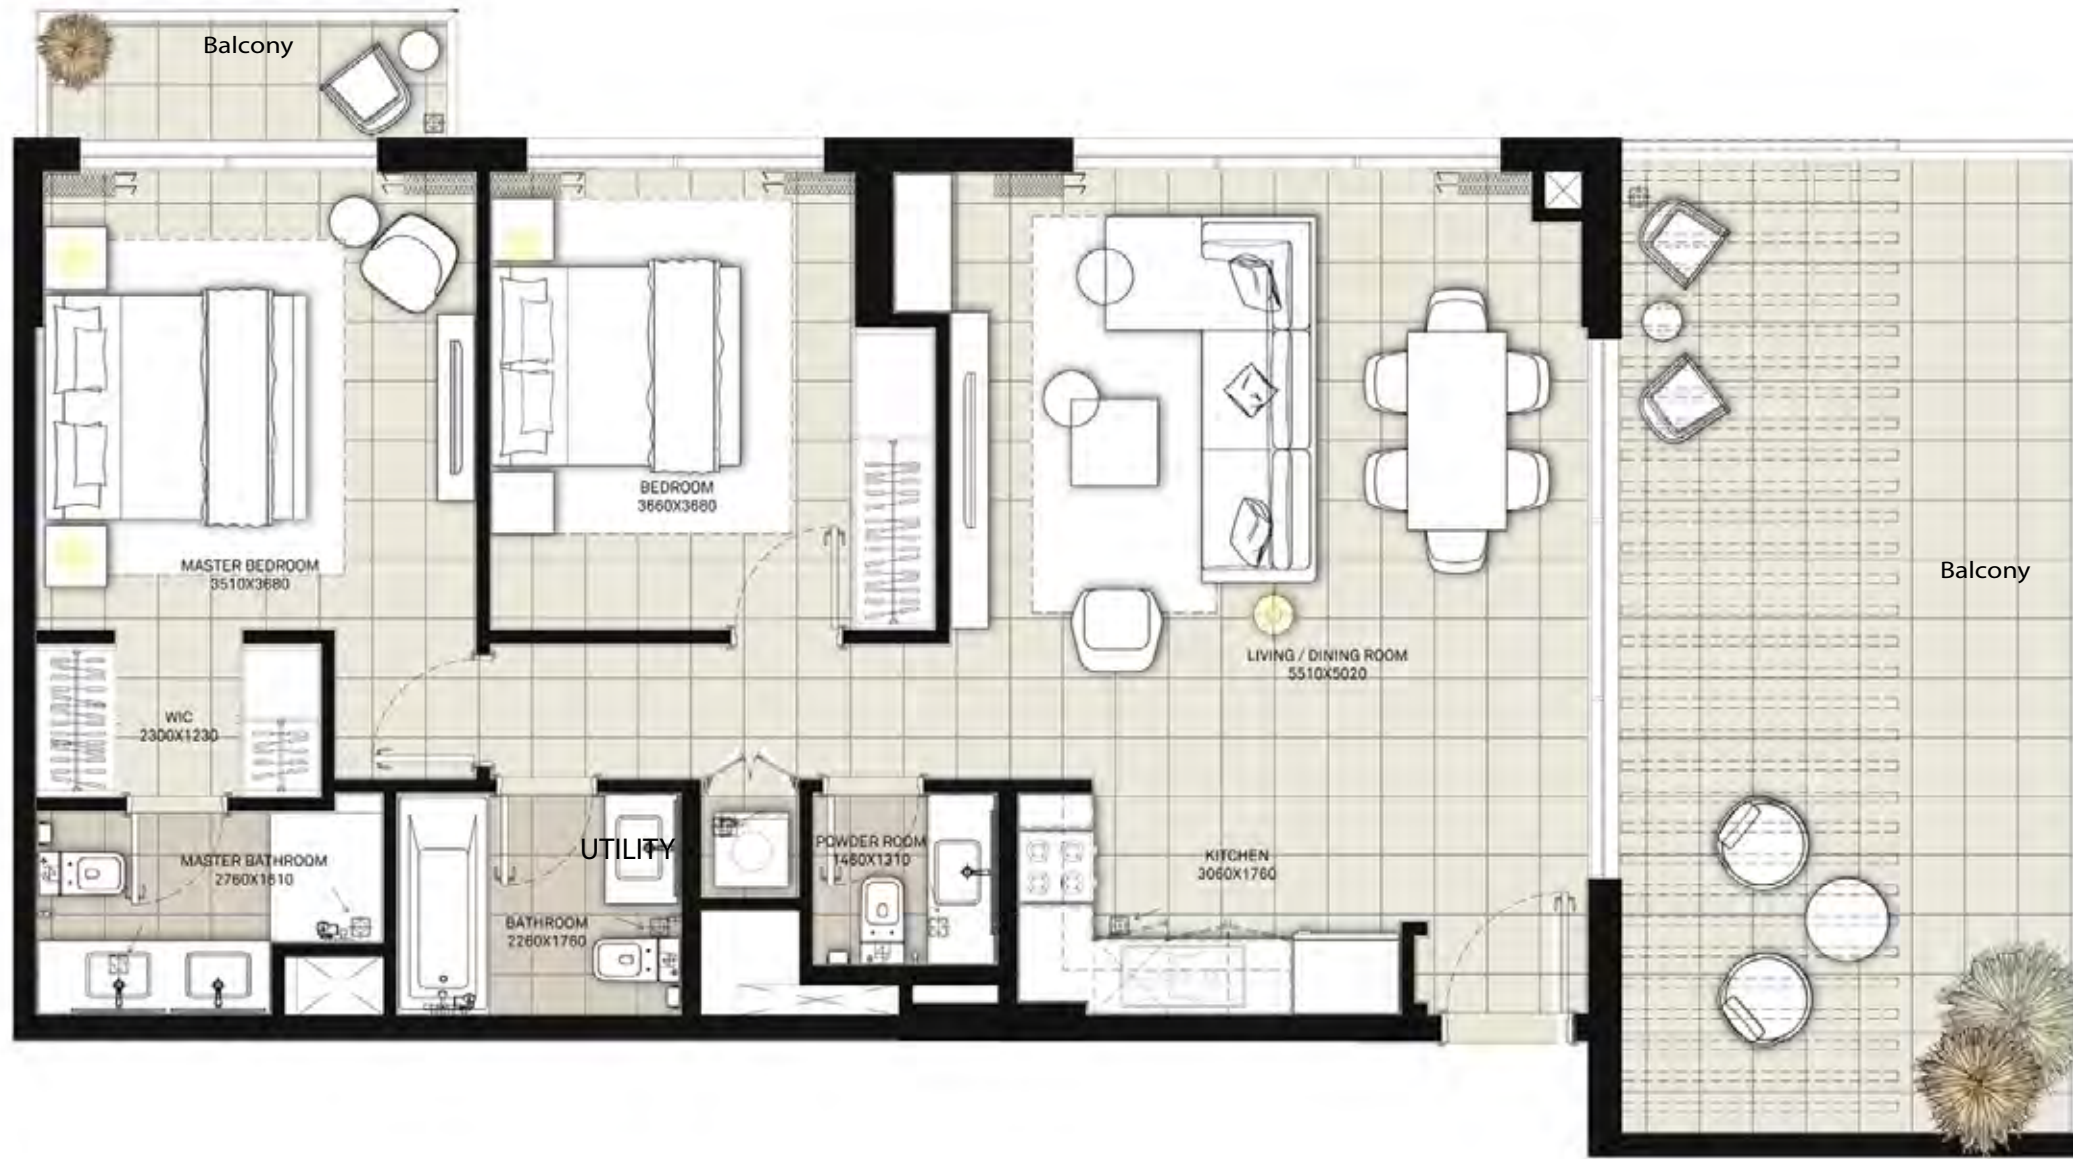 Balcony
BEDROOM
3660X3680
MASTER BEDROOM
3510X3680
Balcony
LIVING / DINING ROOM
5510X5020
WIC
2300X1230
UTILITY
POWDER ROOM
1460X1310
MASTER BATHROOM
2760X1610
KITCHEN
3060X1760
BATHROOM
2260X1760